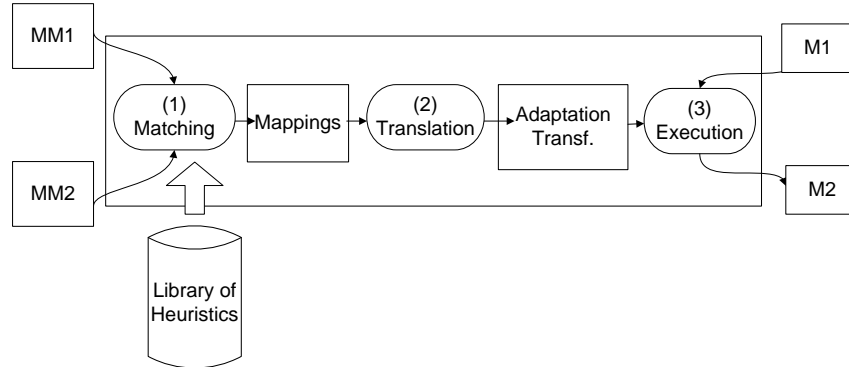 MM1
M1
(1)
Matching
Mappings
(2)
Translation
Adaptation
Transf.
(3)
Execution
MM2
M2
Library of
Heuristics